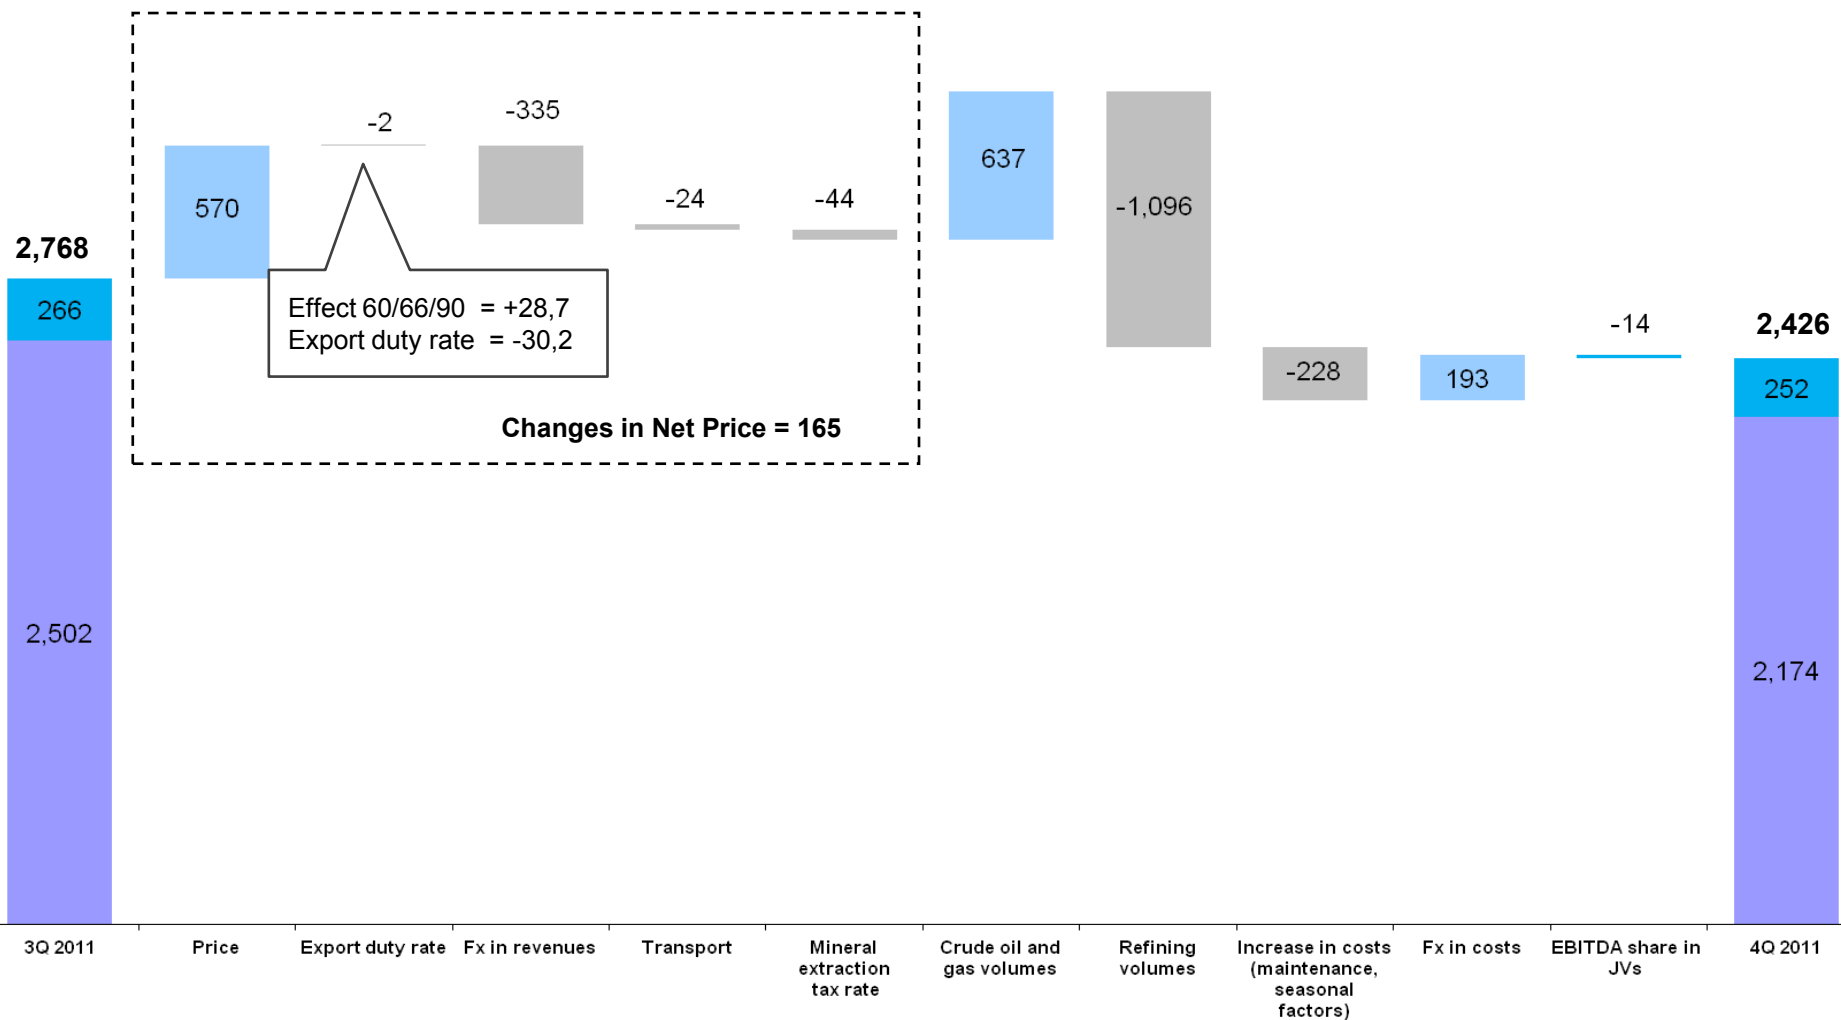 -2
-335
637
570
-24
-44
-1,096
2,768
266
Effect 60/66/90  = +28,7
Export duty rate  = -30,2
-14
2,426
-228
193
252
Changes in Net Price = 165
2,502
2,174
3Q 2011
Price
Export duty rate
Fx in revenues
Transport
Mineral
extraction
tax rate
Crude oil and
gas volumes
Refining
volumes
Increase in costs
(maintenance,
seasonal
factors)
Fx in costs
EBITDA share in
JVs
4Q 2011